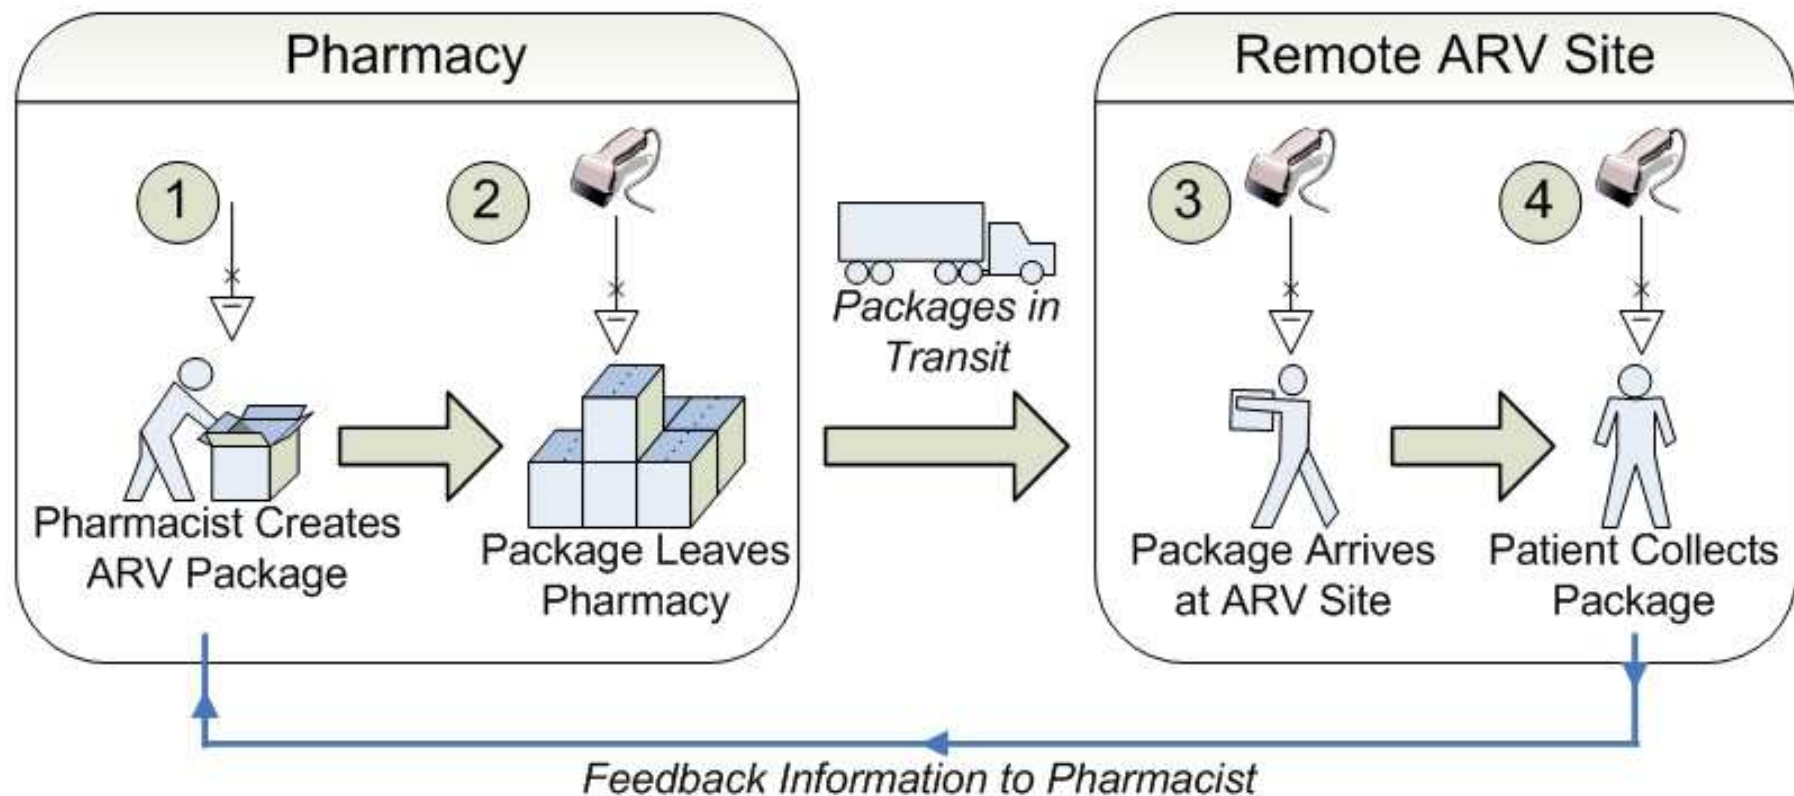 Pharmacy
1
Pharmacist Creates
ARV Package
2
Package Leaves
Pharmacy
Packages in
Transit
Remote ARV Site
3
Package Arrives
at ARV Site
4
Patient Collects
Package
Feedback Information to Pharmacist